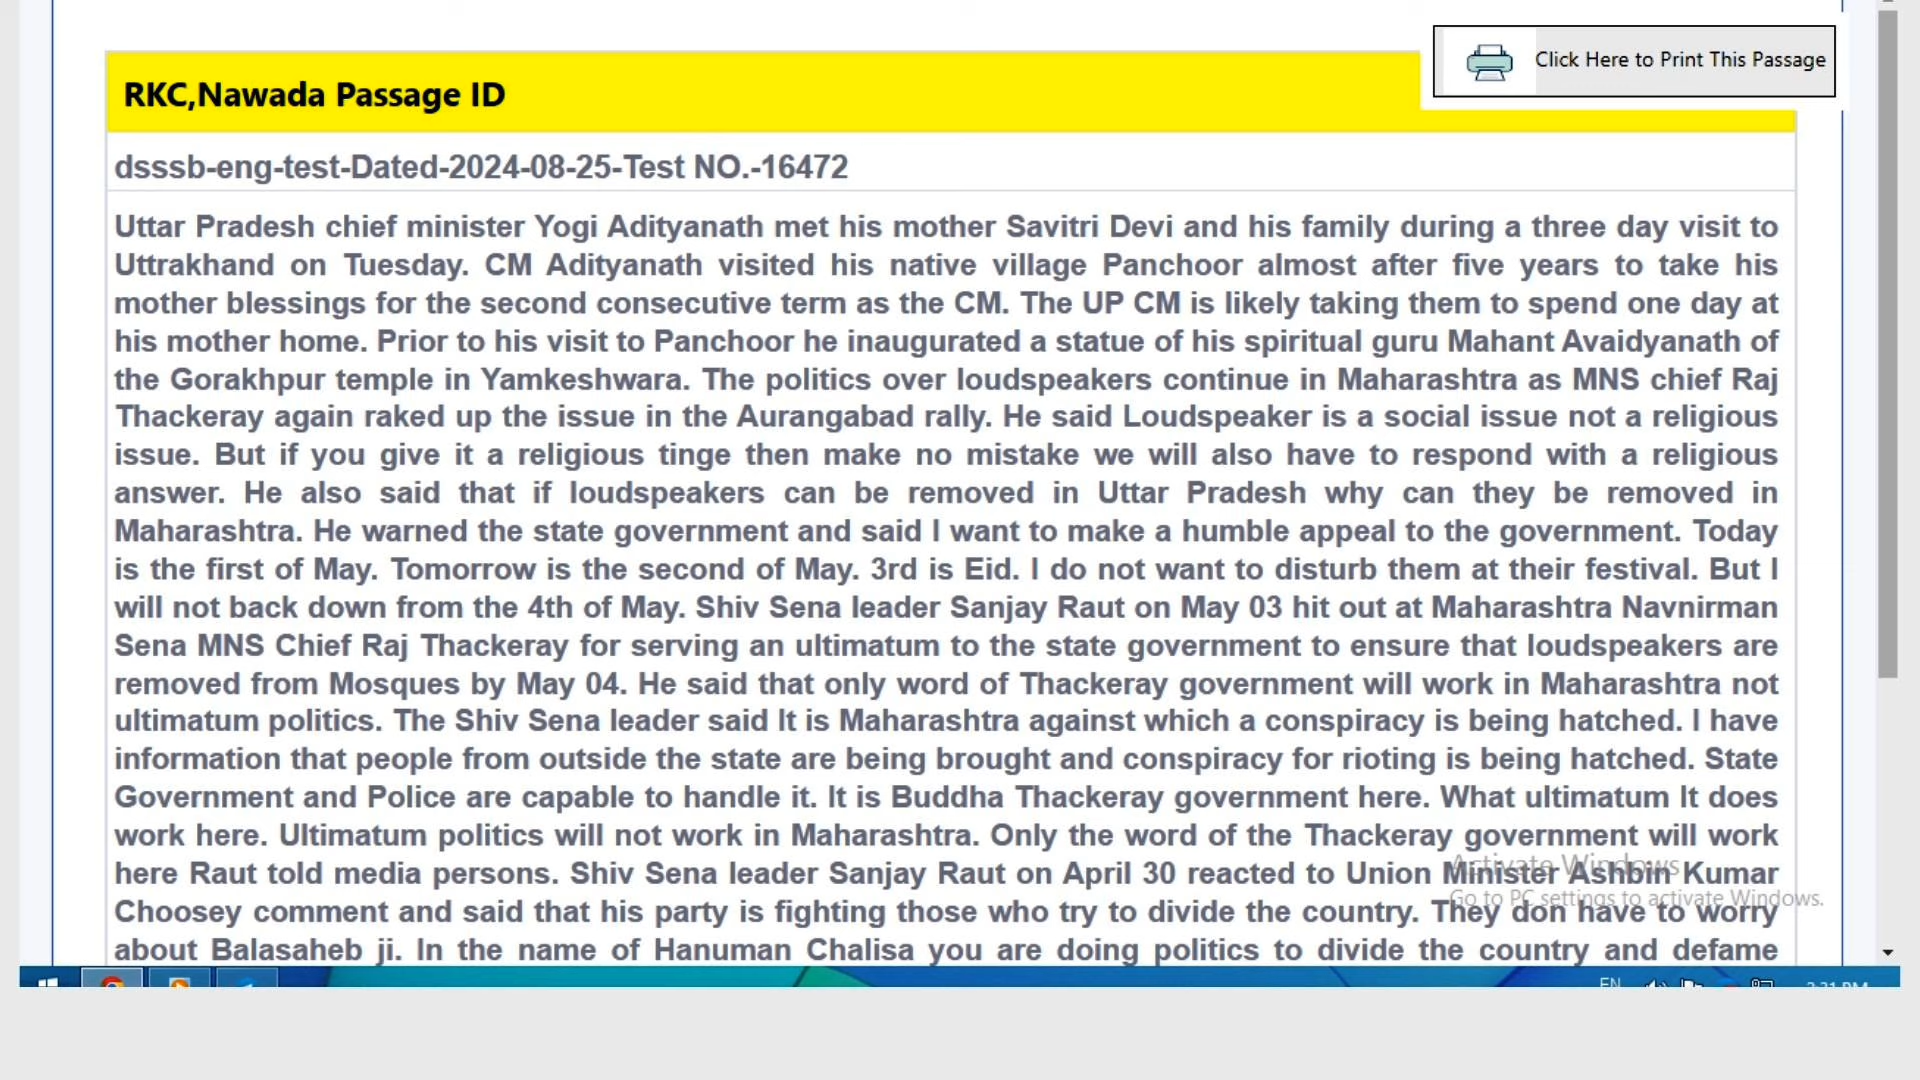 Click Here to Print This Passage
RKC,Nawada Passage ID
dsssb-eng-test-Dated-2024-08-25-Test NO.-16472
Uttar Pradesh chief minister Yogi Adityanath met his mother Savitri Devi and his family during a three day visit to
Uttrakhand on Tuesday. CM Adityanath visited his native village Panchoor almost after five years to take his
mother blessings for the second consecutive term as the CM. The UP CM is likely taking them to spend one day at
his mother home. Prior to his visit to Panchoor he inaugurated a statue of his spiritual guru Mahant Avaidyanath of
the Gorakhpur temple in Yamkeshwara. The politics over loudspeakers continue in Maharashtra as MNS chief Raj
Thackeray again raked up the issue in the Aurangabad rally. He said Loudspeaker is a social issue not a religious
issue. But if you give it a religious tinge then make no mistake we will also have to respond with a religious
answer. He also said that if loudspeakers can be removed in Uttar Pradesh why can they be removed in
Maharashtra. He warned the state government and said I want to make a humble appeal to the government. Today
is the first of May. Tomorrow is the second of May. 3rd is Eid. I do not want to disturb them at their festival. But I
will not back down from the 4th of May. Shiv Sena leader Sanjay Raut on May 03 hit out at Maharashtra Navnirman
Sena MNS Chief Raj Thackeray for serving an ultimatum to the state government to ensure that loudspeakers are
removed from Mosques by May 04. He said that only word of Thackeray government will work in Maharashtra not
ultimatum politics. The Shiv Sena leader said It is Maharashtra against which a conspiracy is being hatched. I have
information that people from outside the state are being brought and conspiracy for rioting is being hatched. State
Government and Police are capable to handle it. It is Buddha Thackeray government here. What ultimatum It does
work here. Ultimatum politics will not work in Maharashtra. Only the word of the Thackeray government will work
here Raut told media persons. Shiv Sena leader Sanjay Raut on April 30 reacted to Union Minister Ashbin Kumar
Choosey comment and said that his party is fighting those who try to divide the country. They don have to worry
about Balasaheb ji. In the name of Hanuman Chalisa you are doing politics to divide the country and defame
Activate Windows
Go to PC settings to activate Windows.
EN